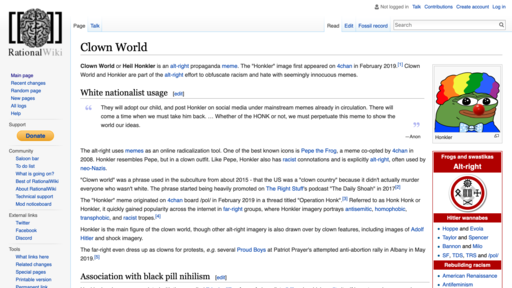 Not logged in Talk Contributions Create account Log in
Page Talk Read Edit Fossil record Search
RationalWiki
Main page
Recent changes
Random page
New pages
All logs
Help
Support
Donate
Community
Saloon bar
To do list
What is going on?
Best of RationalWiki
About RationalWiki
Technical support
Mod noticeboard
External links
Twitter
Facebook
Discord
Tools
What links here
Related changes
Special pages
Printable version
Permanent link
Clown World
Clown World or Heil Honkler is an alt-right propaganda meme. The "Honkler" image first appeared on 4chan in February 2019.[1] Clown
World and Honkler are part of the alt-right effort to obfuscate racism and hate with seemingly innocuous memes.
White nationalist usage [edit]
“ They will adopt our child, and post Honkler on social media under mainstream memes already in circulation. There will
come a time when we must take him back. … Whether of the HONK or not, we must perpetuate this meme to show the
world our ideas. ”
—Anon
The alt-right uses memes as an online radicalization tool. One of the best known icons is Pepe the Frog, a meme co-opted by 4chan in
2008. Honkler resembles Pepe, but in a clown outfit. Like Pepe, Honkler also has racist connotations and is explicitly alt-right, often used by
neo-Nazis.
"Clown world" was a phrase used in the subculture from about 2015 - that the US was a "clown country" because it didn't actually murder
everyone who wasn't white. The phrase started being heavily promoted on The Right Stuff's podcast "The Daily Shoah" in 2017[2]
The "Honkler" meme originated on 4chan board /pol/ in February 2019 in a thread titled "Operation Honk".[3] Referred to as Honk Honk or
Honkler, it quickly gained popularity across the internet in far-right groups, where Honkler imagery portrays antisemitic, homophobic,
transphobic, and racist tropes.[4]
Honkler is the main figure of the clown world, though other alt-right imagery is also drawn over by clown features, including images of Adolf
Hitler and shock imagery.
The far-right even dress up as clowns for protests, e.g. several Proud Boys at Patriot Prayer's attempted anti-abortion rally in Albany in May
2019.[5]
Association with black pill nihilism [edit]
Honkler
Frogs and swastikas
Alt-right
Hitler wannabes
Hoppe and Evola
Taylor and Spencer
Bannon and Milo
SF, TDS, TRS and /pol/
Rebuilding racism
American Renaissance
Antifeminism